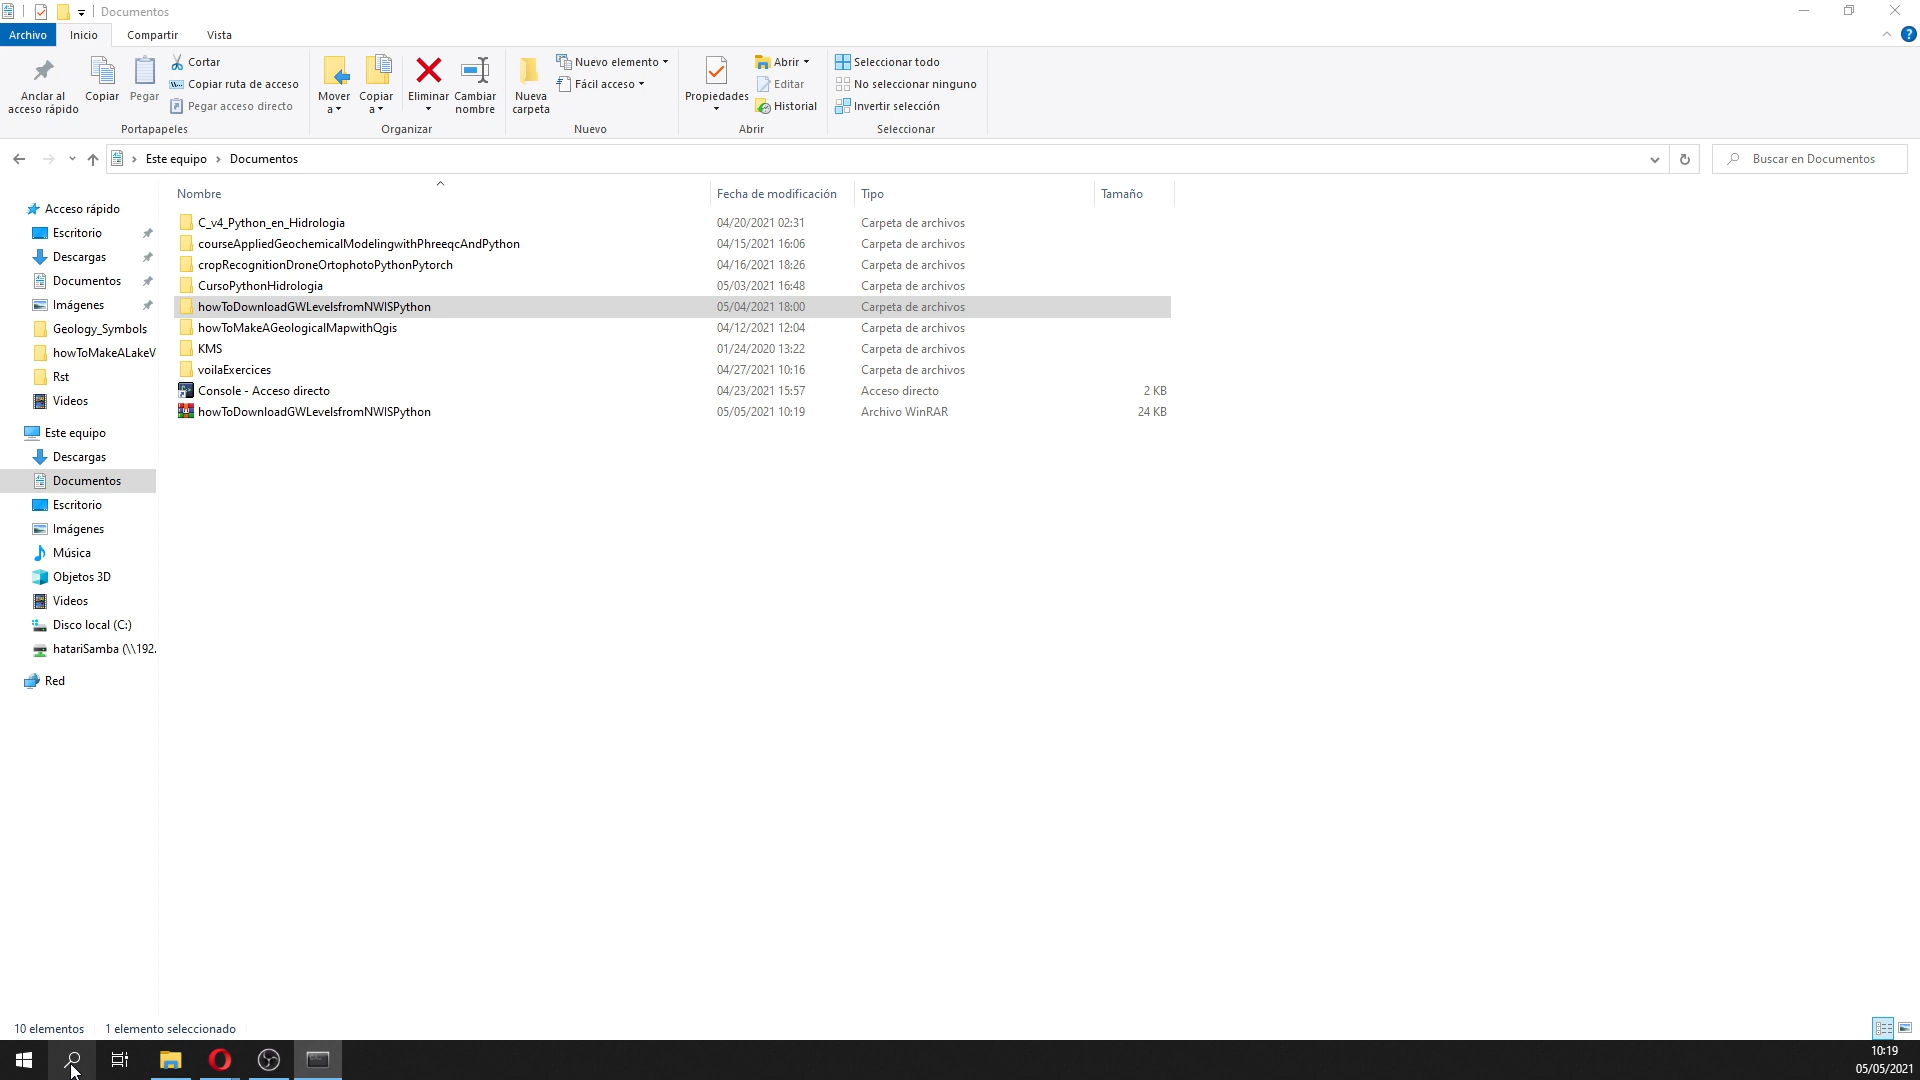 Documentos
Archivo Inicio Compartir Vista
Anclar al acceso rápido
Copiar
Pegar
Cortar
Copiar ruta de acceso
Pegar acceso directo
Portapapeles
Mover a
Copiar a
Eliminar
Cambiar nombre
Organizar
Nueva carpeta
Nuevo elemento
Fácil acceso
Nuevo
Propiedades
Abrir
Editar
Historial
Abrir
Seleccionar todo
No seleccionar ninguno
Invertir selección
Seleccionar
Este equipo › Documentos
Buscar en Documentos
Nombre Fecha de modificación Tipo Tamaño
C_v4_Python_en_Hidrologia 04/20/2021 02:31 Carpeta de archivos
courseAppliedGeochemicalModelingwithPhreeqcAndPython 04/15/2021 16:06 Carpeta de archivos
cropRecognitionDroneOrtophotoPythonPytorch 04/16/2021 18:26 Carpeta de archivos
CursoPythonHidrologia 05/03/2021 16:48 Carpeta de archivos
howToDownloadGWLevelsfromNWISPython 05/04/2021 18:00 Carpeta de archivos
howToMakeAGeologicalMapwithQgis 04/12/2021 12:04 Carpeta de archivos
KMS 01/24/2020 13:22 Carpeta de archivos
voilaExercices 04/27/2021 10:16 Carpeta de archivos
Console - Acceso directo 04/23/2021 15:57 Acceso directo 2 KB
howToDownloadGWLevelsfromNWISPython 05/05/2021 10:19 Archivo WinRAR 24 KB
Acceso rápido
Escritorio
Descargas
Documentos
Imágenes
Geology_Symbols
howToMakeALakeV
Rst
Videos
Este equipo
Descargas
Documentos
Escritorio
Imágenes
Música
Objetos 3D
Videos
Disco local (C:)
hatariSamba (\\192.
Red
10 elementos 1 elemento seleccionado
10:19
05/05/2021